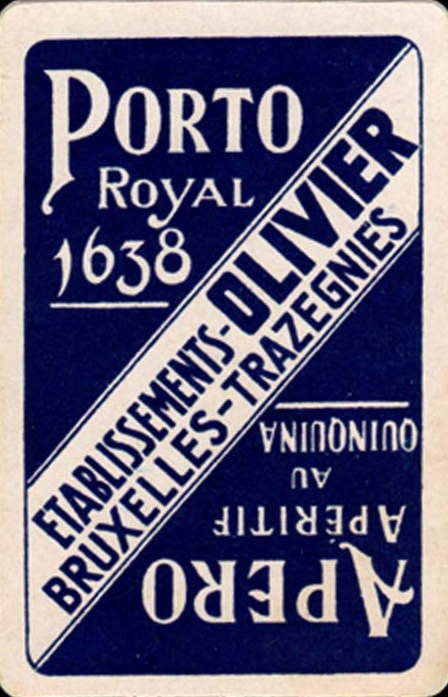 PORTO
ROYAL
1638
ETABLISSEMENTS-OLIVIER
BRUXELLES-TRAZEGNIES
APERO
APÉRITIF
AU
QUINQUINA